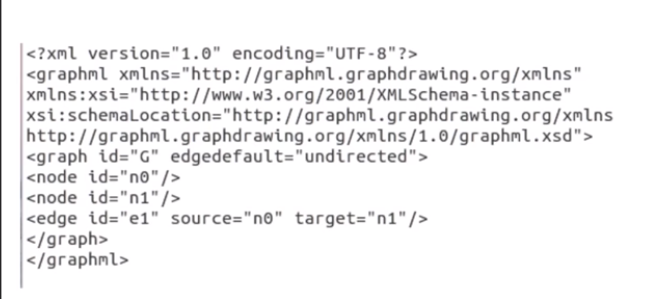 <?xml version="1.0" encoding="UTF-8"?>
<graphml xmlns="http://graphml.graphdrawing.org/xmlns"
xmlns:xsi="http://www.w3.org/2001/XMLSchema-instance"
xsi:schemaLocation="http://graphml.graphdrawing.org/xmlns
http://graphml.graphdrawing.org/xmlns/1.0/graphml.xsd">
<graph id="G" edgedefault="undirected">
<node id="n0"/>
<node id="n1"/>
<edge id="e1" source="n0" target="n1"/>
</graph>
</graphml>